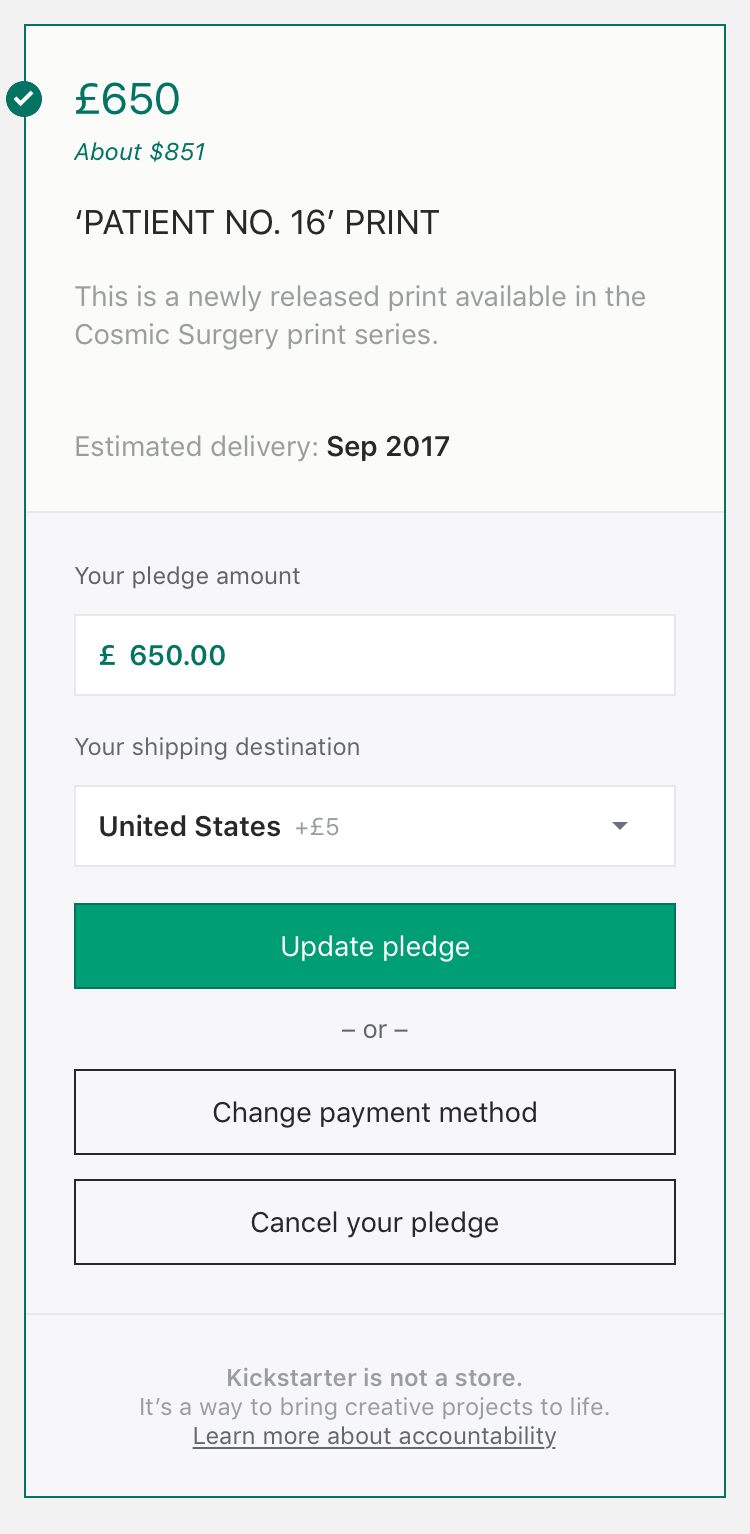 £650
About $851
‘PATIENT NO. 16’ PRINT
This is a newly released print available in the
Cosmic Surgery print series.
Estimated delivery: Sep 2017
Your pledge amount
£ 650.00
Your shipping destination
United States +£5
Update pledge
– or –
Change payment method
Cancel your pledge
Kickstarter is not a store.
It’s a way to bring creative projects to life.
Learn more about accountability